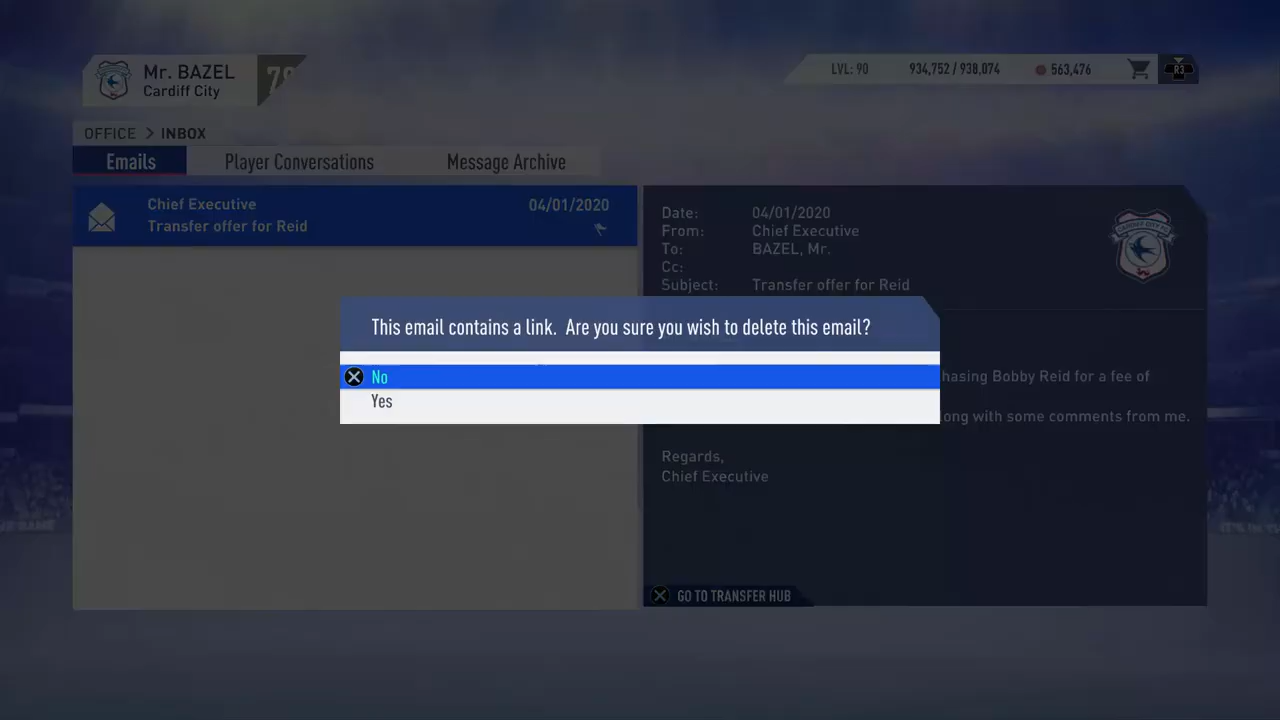 Mr. BAZEL
Cardiff City
LVL: 90
934,752 / 938,074
563,476
R3
OFFICE > INBOX
Emails
Player Conversations
Message Archive
Chief Executive
04/01/2020
Transfer offer for Reid
Date: 04/01/2020
From: Chief Executive
To: BAZEL, Mr.
Cc:
Subject: Transfer offer for Reid
CARDIFF CITY FC
This email contains a link. Are you sure you wish to delete this email?
No
Yes
hasing Bobby Reid for a fee of
ong with some comments from me.
Regards,
Chief Executive
GO TO TRANSFER HUB